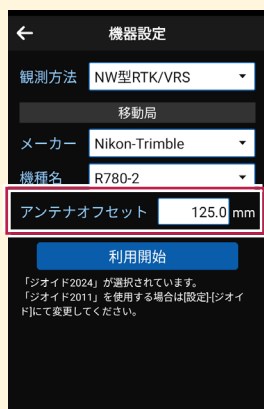 ← 機器設定
観測方法 NW型RTK/VRS
移動局
メーカー Nikon-Trimble
機種名 R780-2
アンテナオフセット 125.0 mm
利用開始
「ジオイド2024」が選択されています。
「ジオイド2011」を使用する場合は[設定]-[ジオイ
ド]にて変更してください。